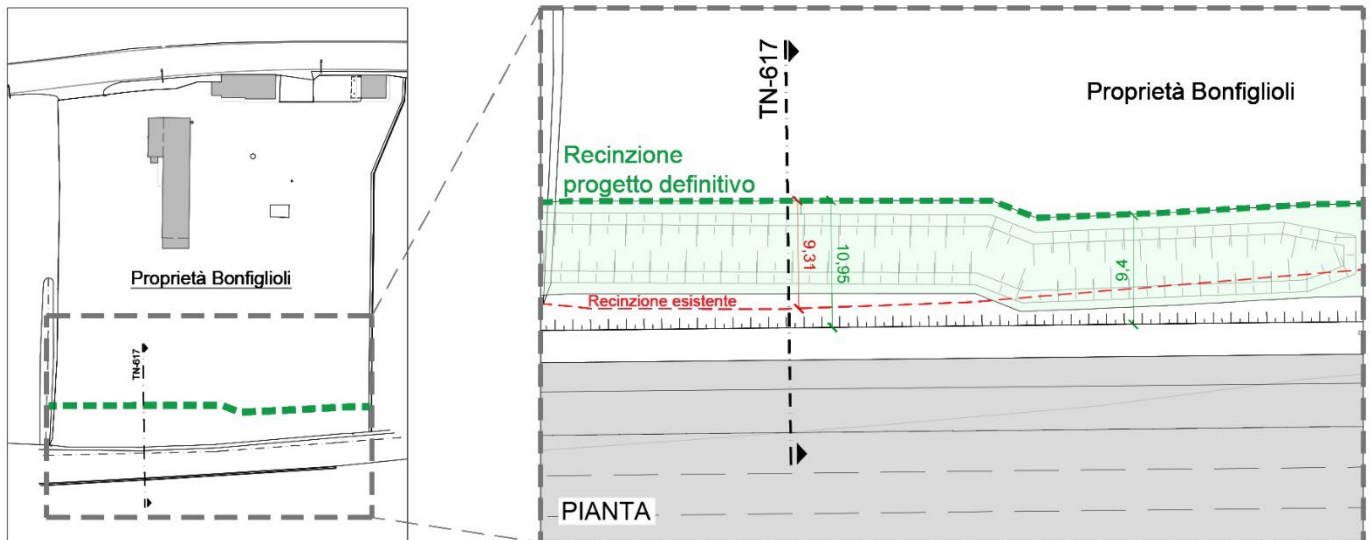 Proprietà Bonfiglioli
TN-617
TN-617
Proprietà Bonfiglioli
Recinzione
progetto definitivo
9,31
10,95
9,4
Recinzione esistente
PIANTA